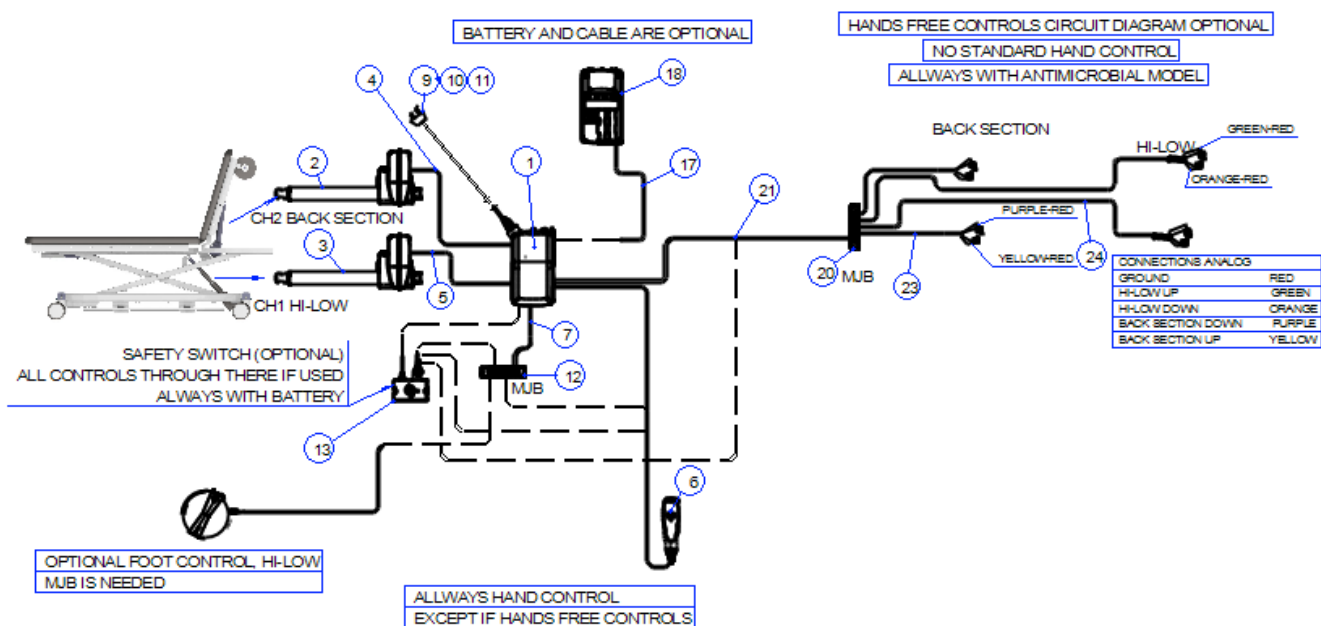 BATTERY AND CABLE ARE OPTIONAL
HANDS FREE CONTROLS CIRCUIT DIAGRAM OPTIONAL
NO STANDARD HAND CONTROL
ALLWAYS WITH ANTIMICROBIAL MODEL
4
9
10
11
18
BACK SECTION
GREEN-RED
HI-LOW
ORANGE-RED
2
1
17
21
CH2 BACK SECTION
PURPLE-RED
3
YELLOW-RED
24
20
MJB
23
5
CH1 HI-LOW
CONNECTIONS ANALOG
GROUND RED
HI-LOW UP GREEN
HI-LOW DOWN ORANGE
BACK SECTION DOWN PURPLE
BACK SECTION UP YELLOW
7
SAFETY SWITCH (OPTIONAL)
ALL CONTROLS THROUGH THERE IF USED
ALWAYS WITH BATTERY
12
MJB
13
6
OPTIONAL FOOT CONTROL, HI-LOW
MJB IS NEEDED
ALLWAYS HAND CONTROL
EXCEPT IF HANDS FREE CONTROLS